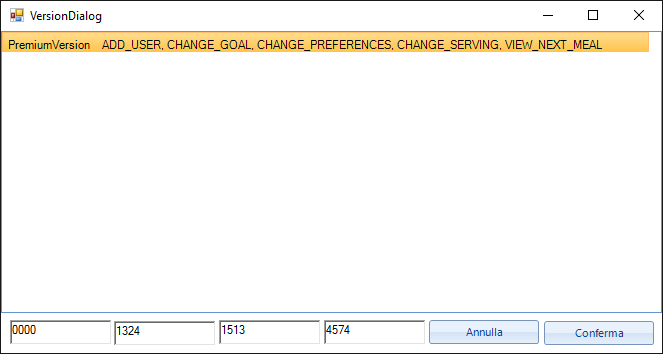 VersionDialog
PremiumVersion ADD_USER, CHANGE_GOAL, CHANGE_PREFERENCES, CHANGE_SERVING, VIEW_NEXT_MEAL
0000 1324 1513 4574 Annulla Conferma